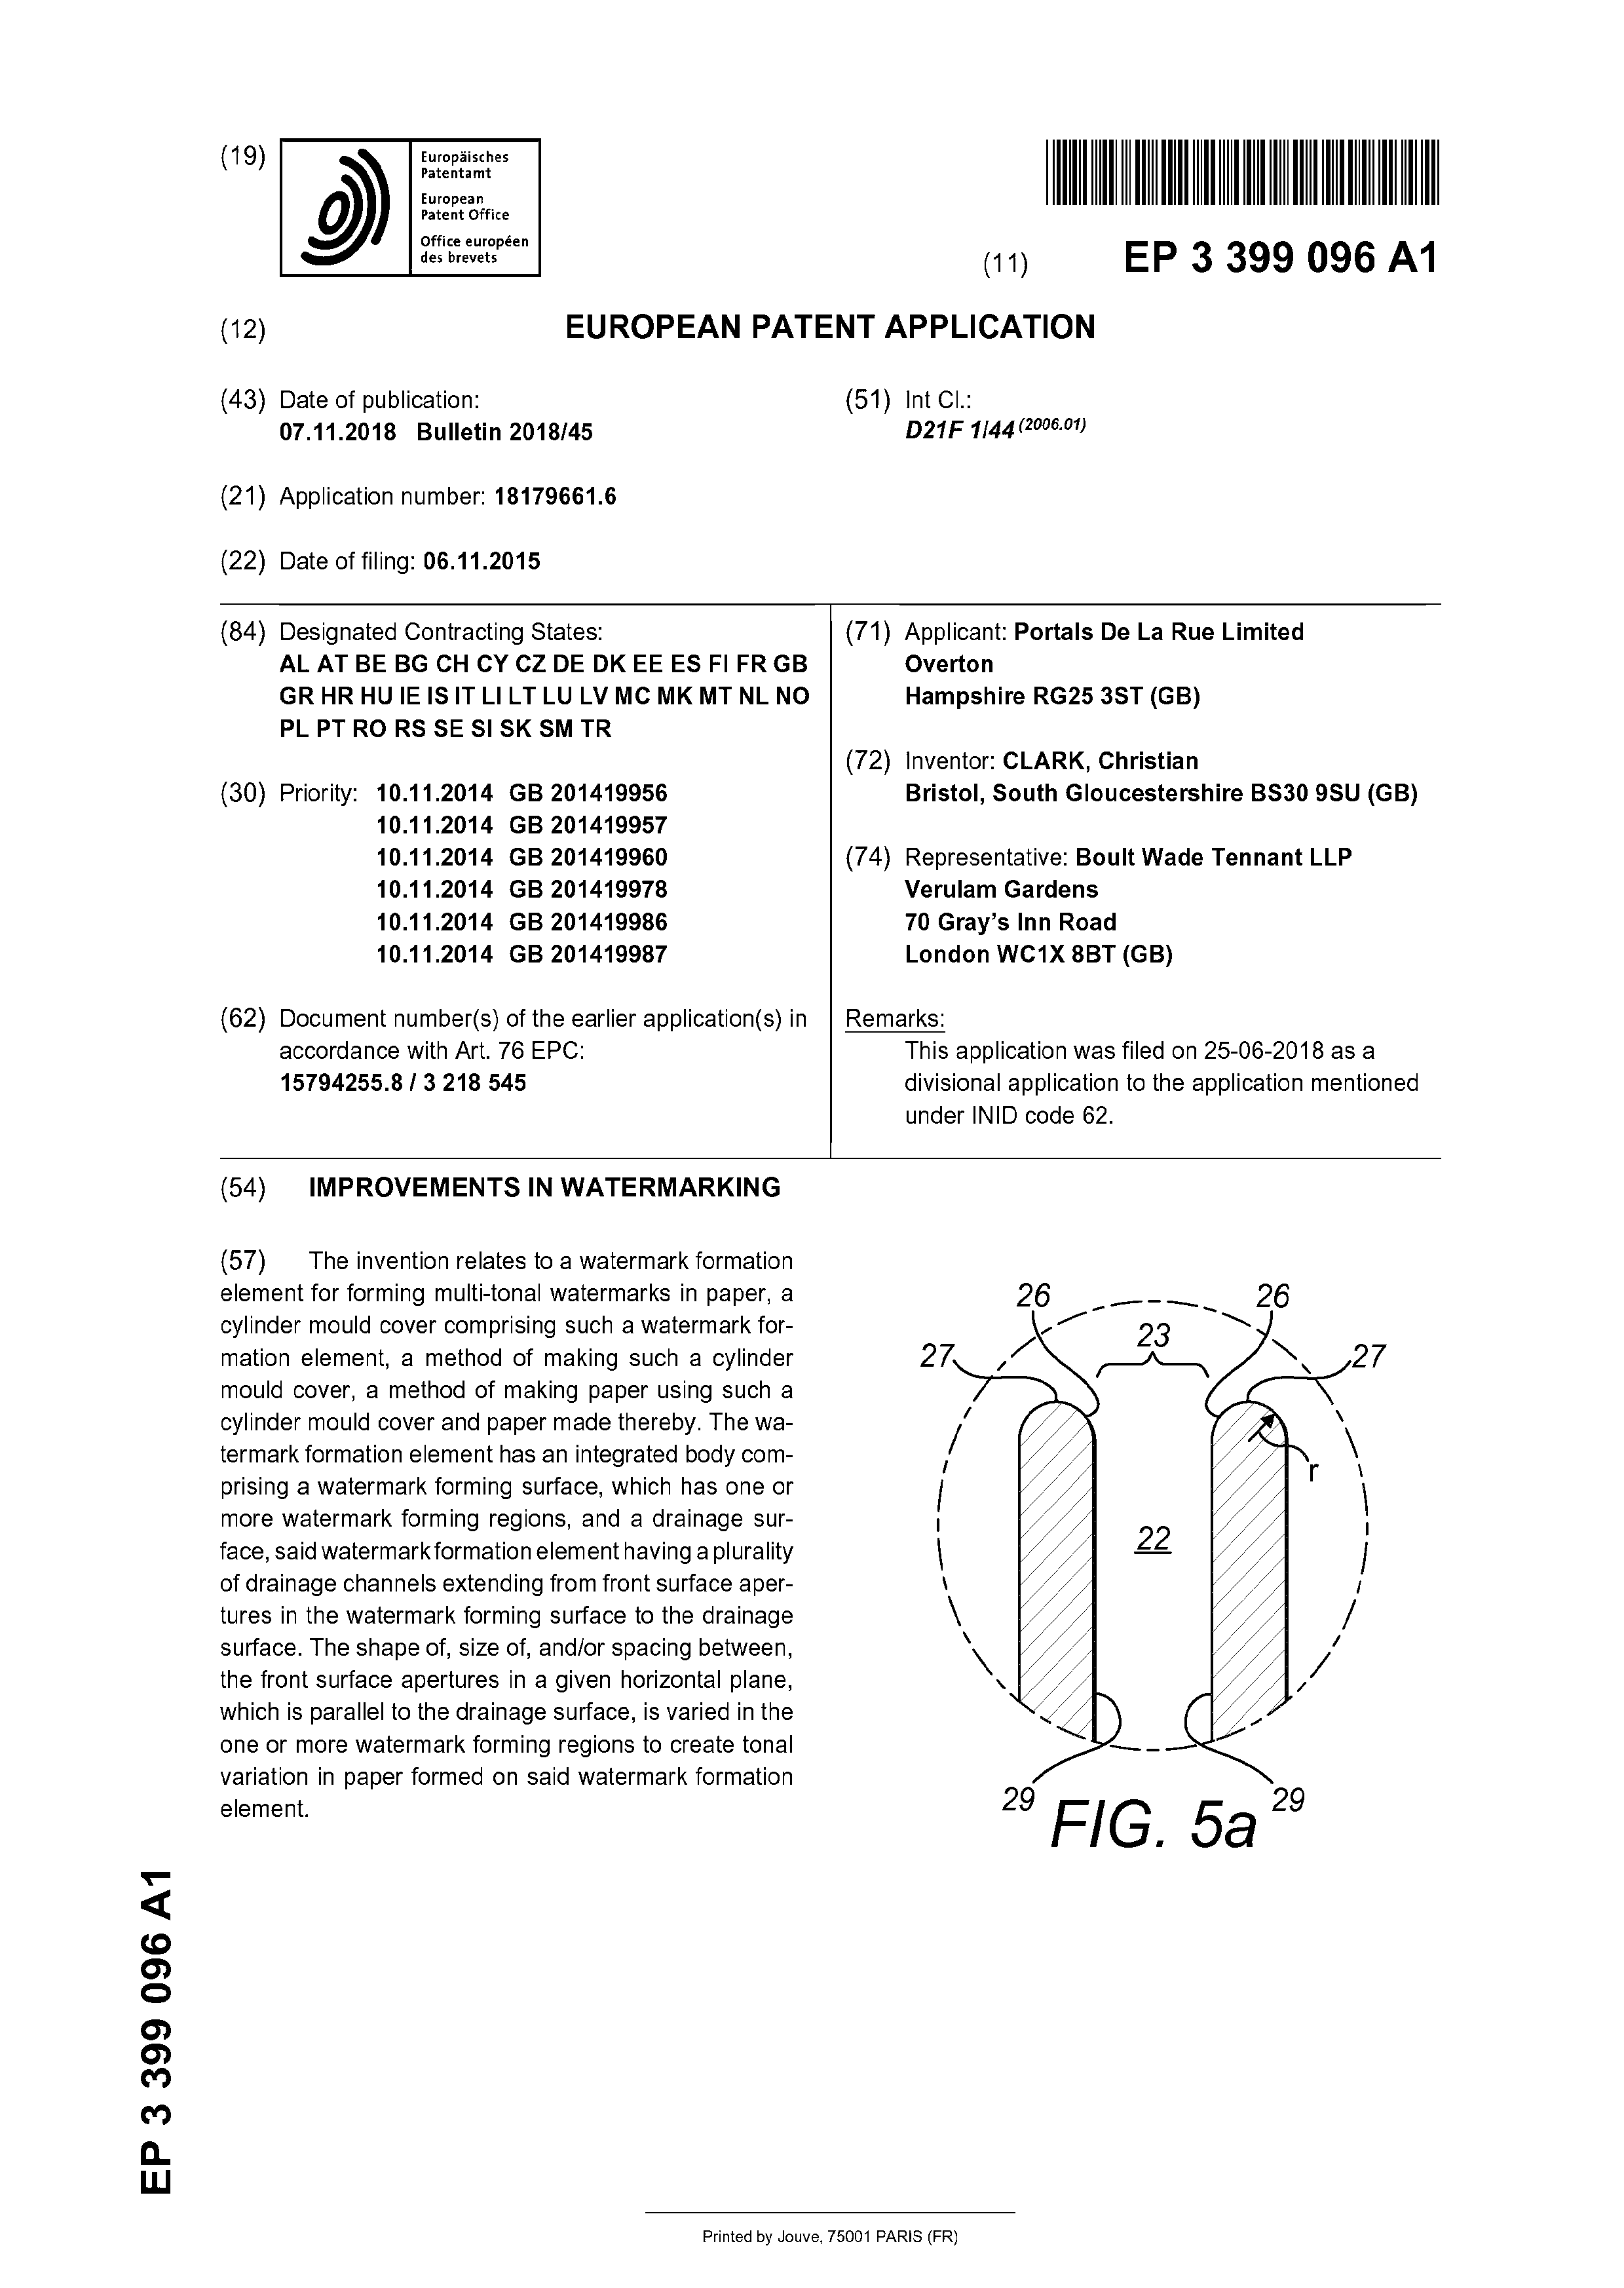 (19)
Europäisches
Patentamt
European
Patent Office
Office européen
des brevets
(11) EP 3 399 096 A1
(12) EUROPEAN PATENT APPLICATION
(43) Date of publication:
07.11.2018 Bulletin 2018/45
(51) Int Cl.:
D21F 1/44 (2006.01)
(21) Application number: 18179661.6
(22) Date of filing: 06.11.2015
(84) Designated Contracting States:
AL AT BE BG CH CY CZ DE DK EE ES FI FR GB
GR HR HU IE IS IT LI LT LU LV MC MK MT NL NO
PL PT RO RS SE SI SK SM TR
(30) Priority: 10.11.2014 GB 201419956
10.11.2014 GB 201419957
10.11.2014 GB 201419960
10.11.2014 GB 201419978
10.11.2014 GB 201419986
10.11.2014 GB 201419987
(62) Document number(s) of the earlier application(s) in
accordance with Art. 76 EPC:
15794255.8 / 3 218 545
(71) Applicant: Portals De La Rue Limited
Overton
Hampshire RG25 3ST (GB)
(72) Inventor: CLARK, Christian
Bristol, South Gloucestershire BS30 9SU (GB)
(74) Representative: Boult Wade Tennant LLP
Verulam Gardens
70 Gray's Inn Road
London WC1X 8BT (GB)
Remarks:
This application was filed on 25-06-2018 as a
divisional application to the application mentioned
under INID code 62.
(54) IMPROVEMENTS IN WATERMARKING
(57) The invention relates to a watermark formation
element for forming multi-tonal watermarks in paper, a
cylinder mould cover comprising such a watermark for-
mation element, a method of making such a cylinder
mould cover, a method of making paper using such a
cylinder mould cover and paper made thereby. The wa-
termark formation element has an integrated body com-
prising a watermark forming surface, which has one or
more watermark forming regions, and a drainage sur-
face, said watermark formation element having a plurality
of drainage channels extending from front surface aper-
tures in the watermark forming surface to the drainage
surface. The shape of, size of, and/or spacing between,
the front surface apertures in a given horizontal plane,
which is parallel to the drainage surface, is varied in the
one or more watermark forming regions to create tonal
variation in paper formed on said watermark formation
element.
26 26
23
27 27
r
22
29 29
FIG. 5a
EP 3 399 096 A1
Printed by Jouve, 75001 PARIS (FR)